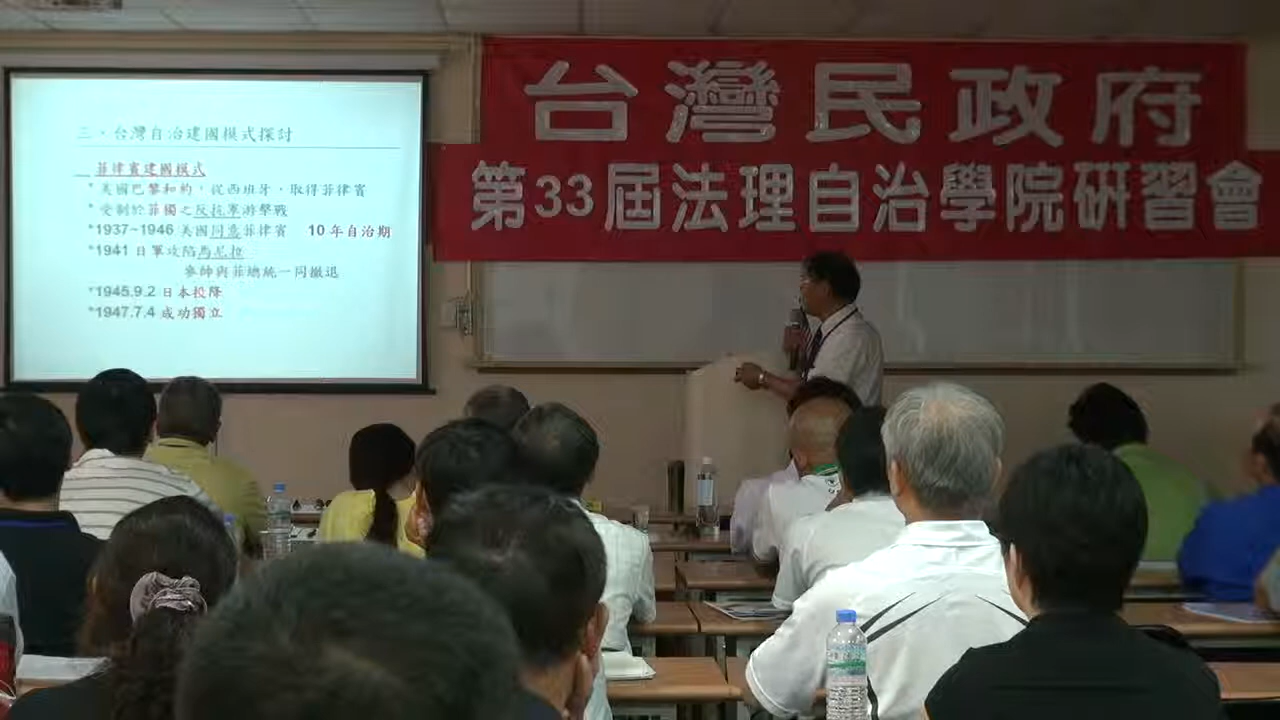 三、台灣自治建國模式探討
菲律賓建國模式
*美國巴黎和約，從西班牙，取得菲律賓
*受制於菲獨之反抗軍游擊戰
*1937~1946 美國同意菲律賓 10年自治期
*1941 日軍攻陷馬尼拉
麥帥與菲總統一同撤退
*1945.9.2 日本投降
*1947.7.4 成功獨立
台灣民政府
第33屆法理自治學院研習會